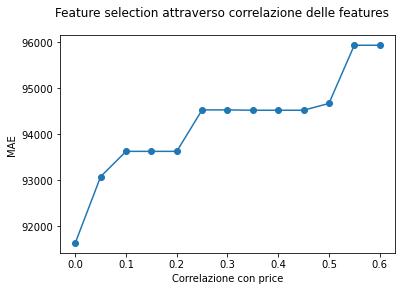 Feature selection attraverso correlazione delle features
96000
95000
94000
93000
92000
MAE
0.0 0.1 0.2 0.3 0.4 0.5 0.6
Correlazione con price